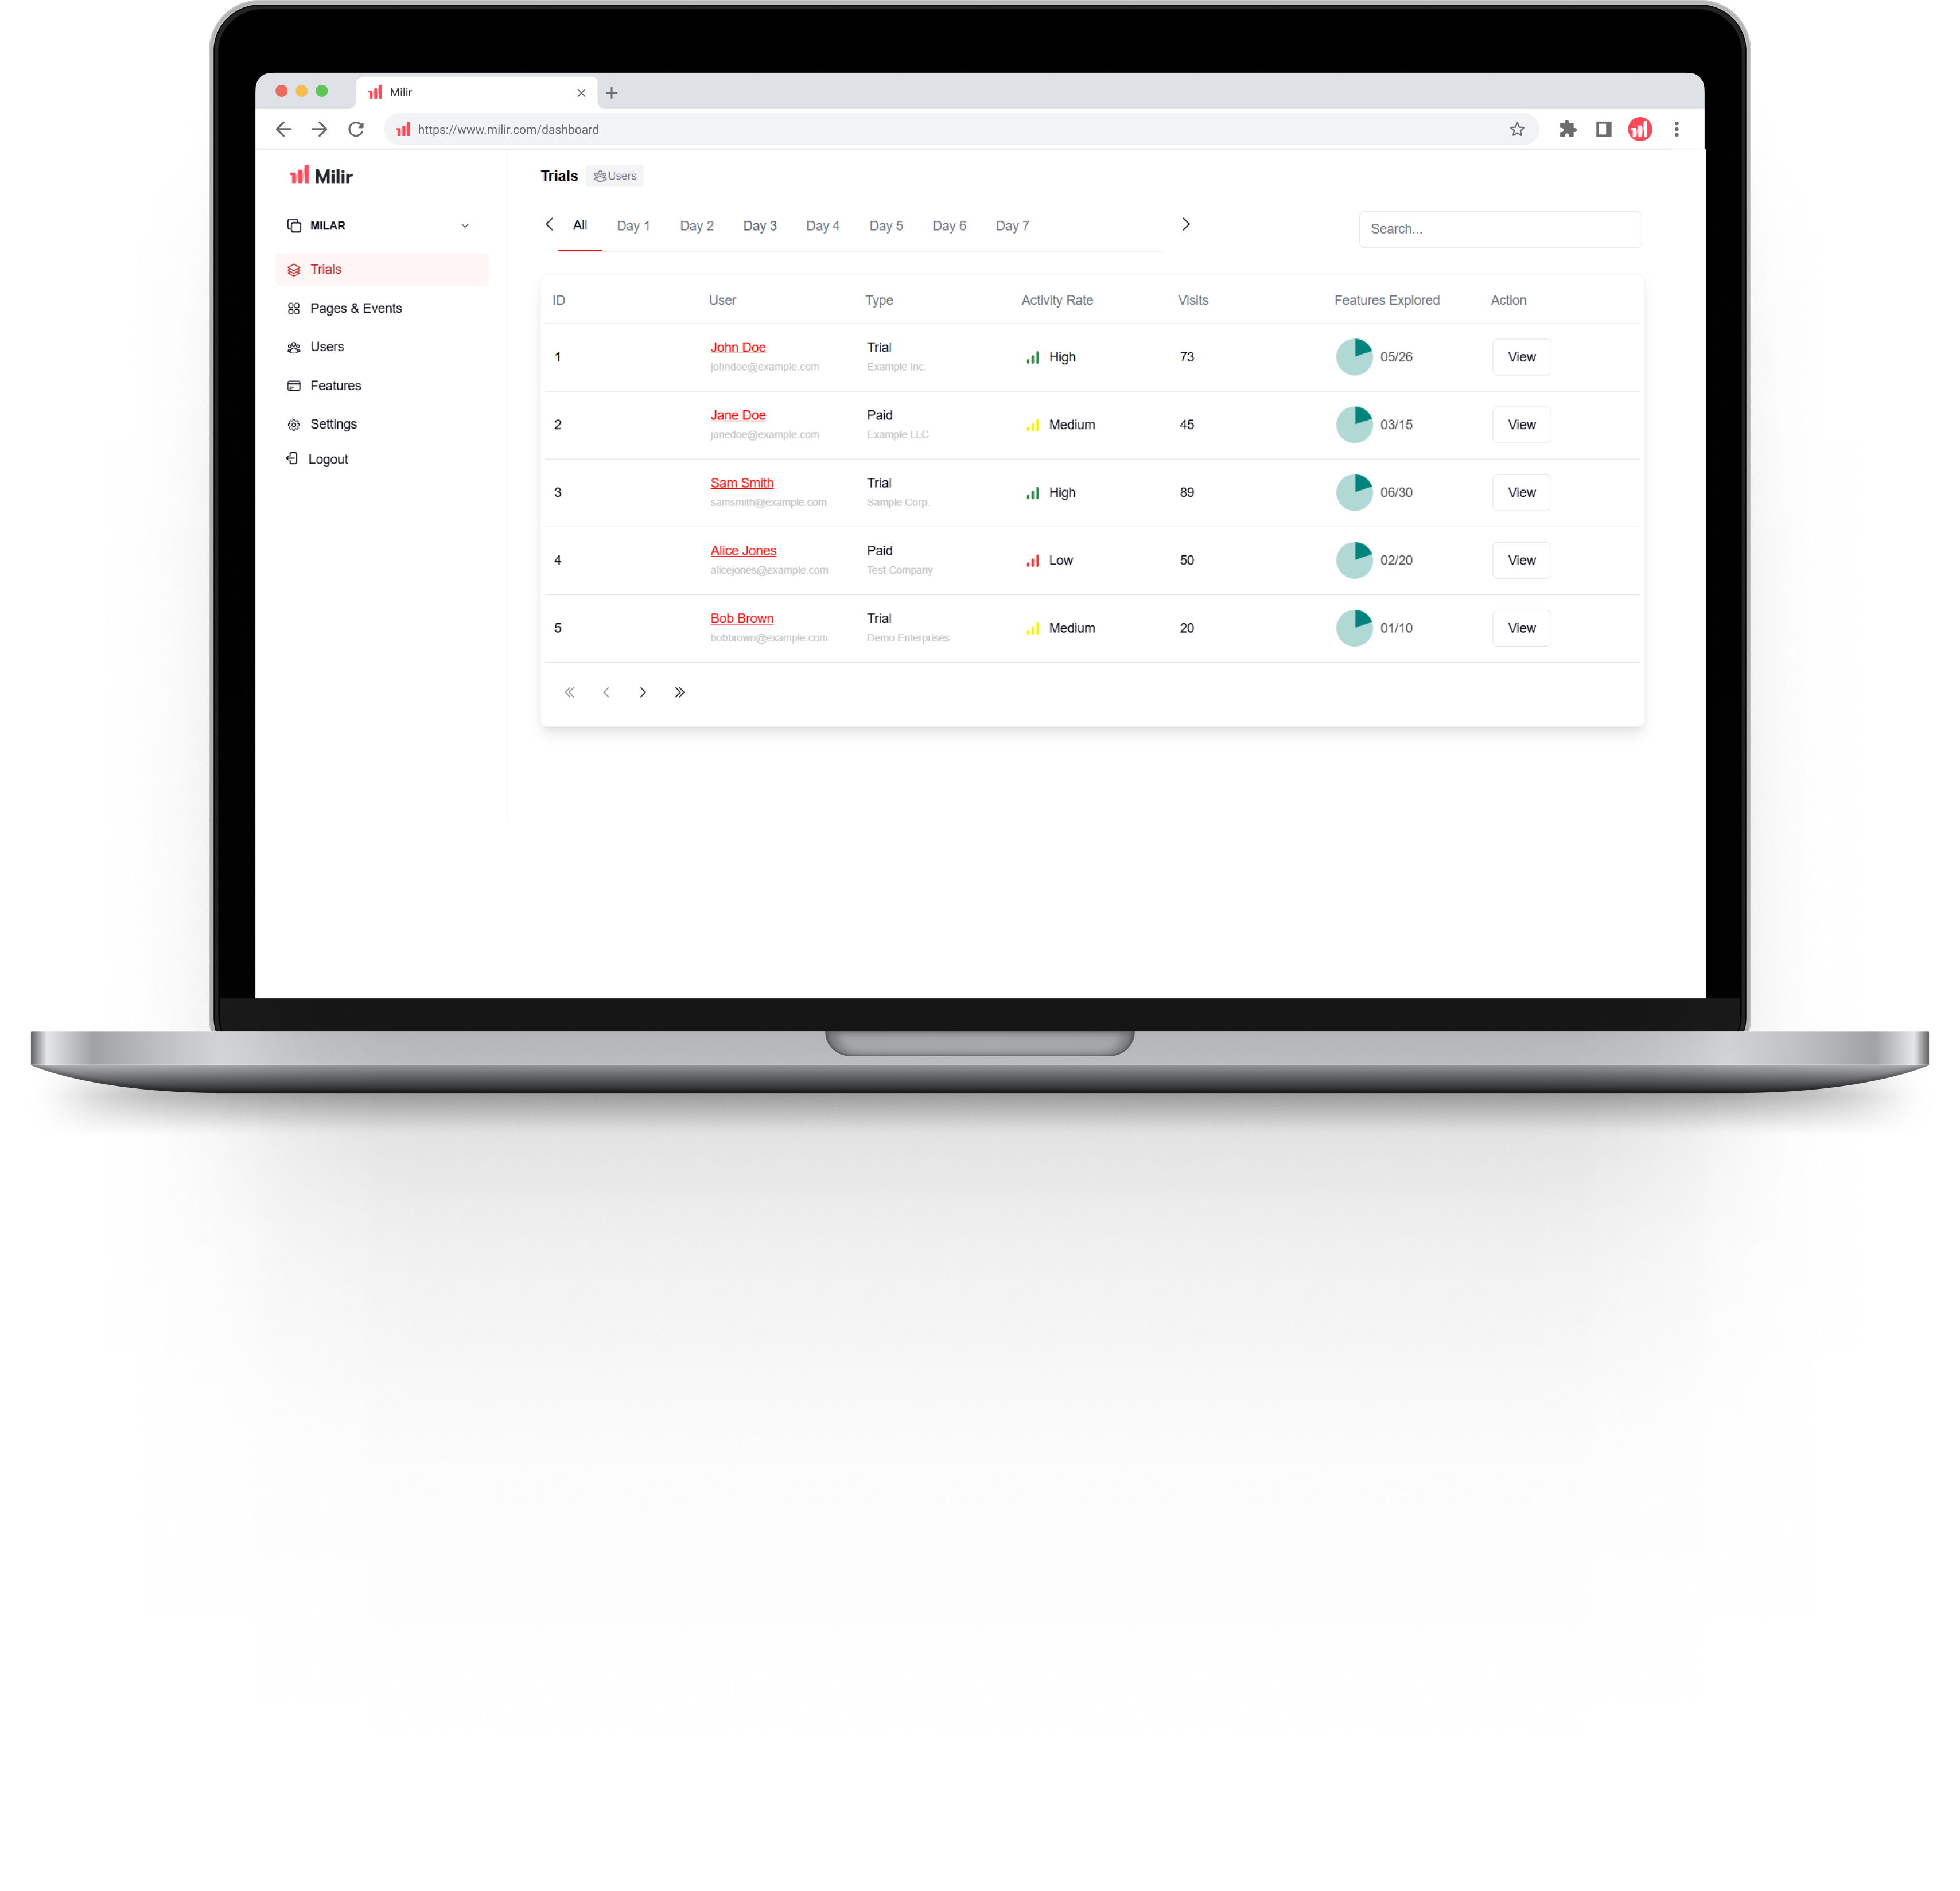 Milir
https://www.milir.com/dashboard
Milir
MILAR
Trials
Pages & Events
Users
Features
Settings
Logout
Trials Users
All Day 1 Day 2 Day 3 Day 4 Day 5 Day 6 Day 7
Search...
ID User Type Activity Rate Visits Features Explored Action
1 John Doe Trial High 73 05/26 View
johndoe@example.com Example Inc.
2 Jane Doe Paid Medium 45 03/15 View
janedoe@example.com Example LLC
3 Sam Smith Trial High 89 06/30 View
samsmith@example.com Sample Corp.
4 Alice Jones Paid Low 50 02/20 View
alicejones@example.com Test Company
5 Bob Brown Trial Medium 20 01/10 View
bobbrown@example.com Demo Enterprises